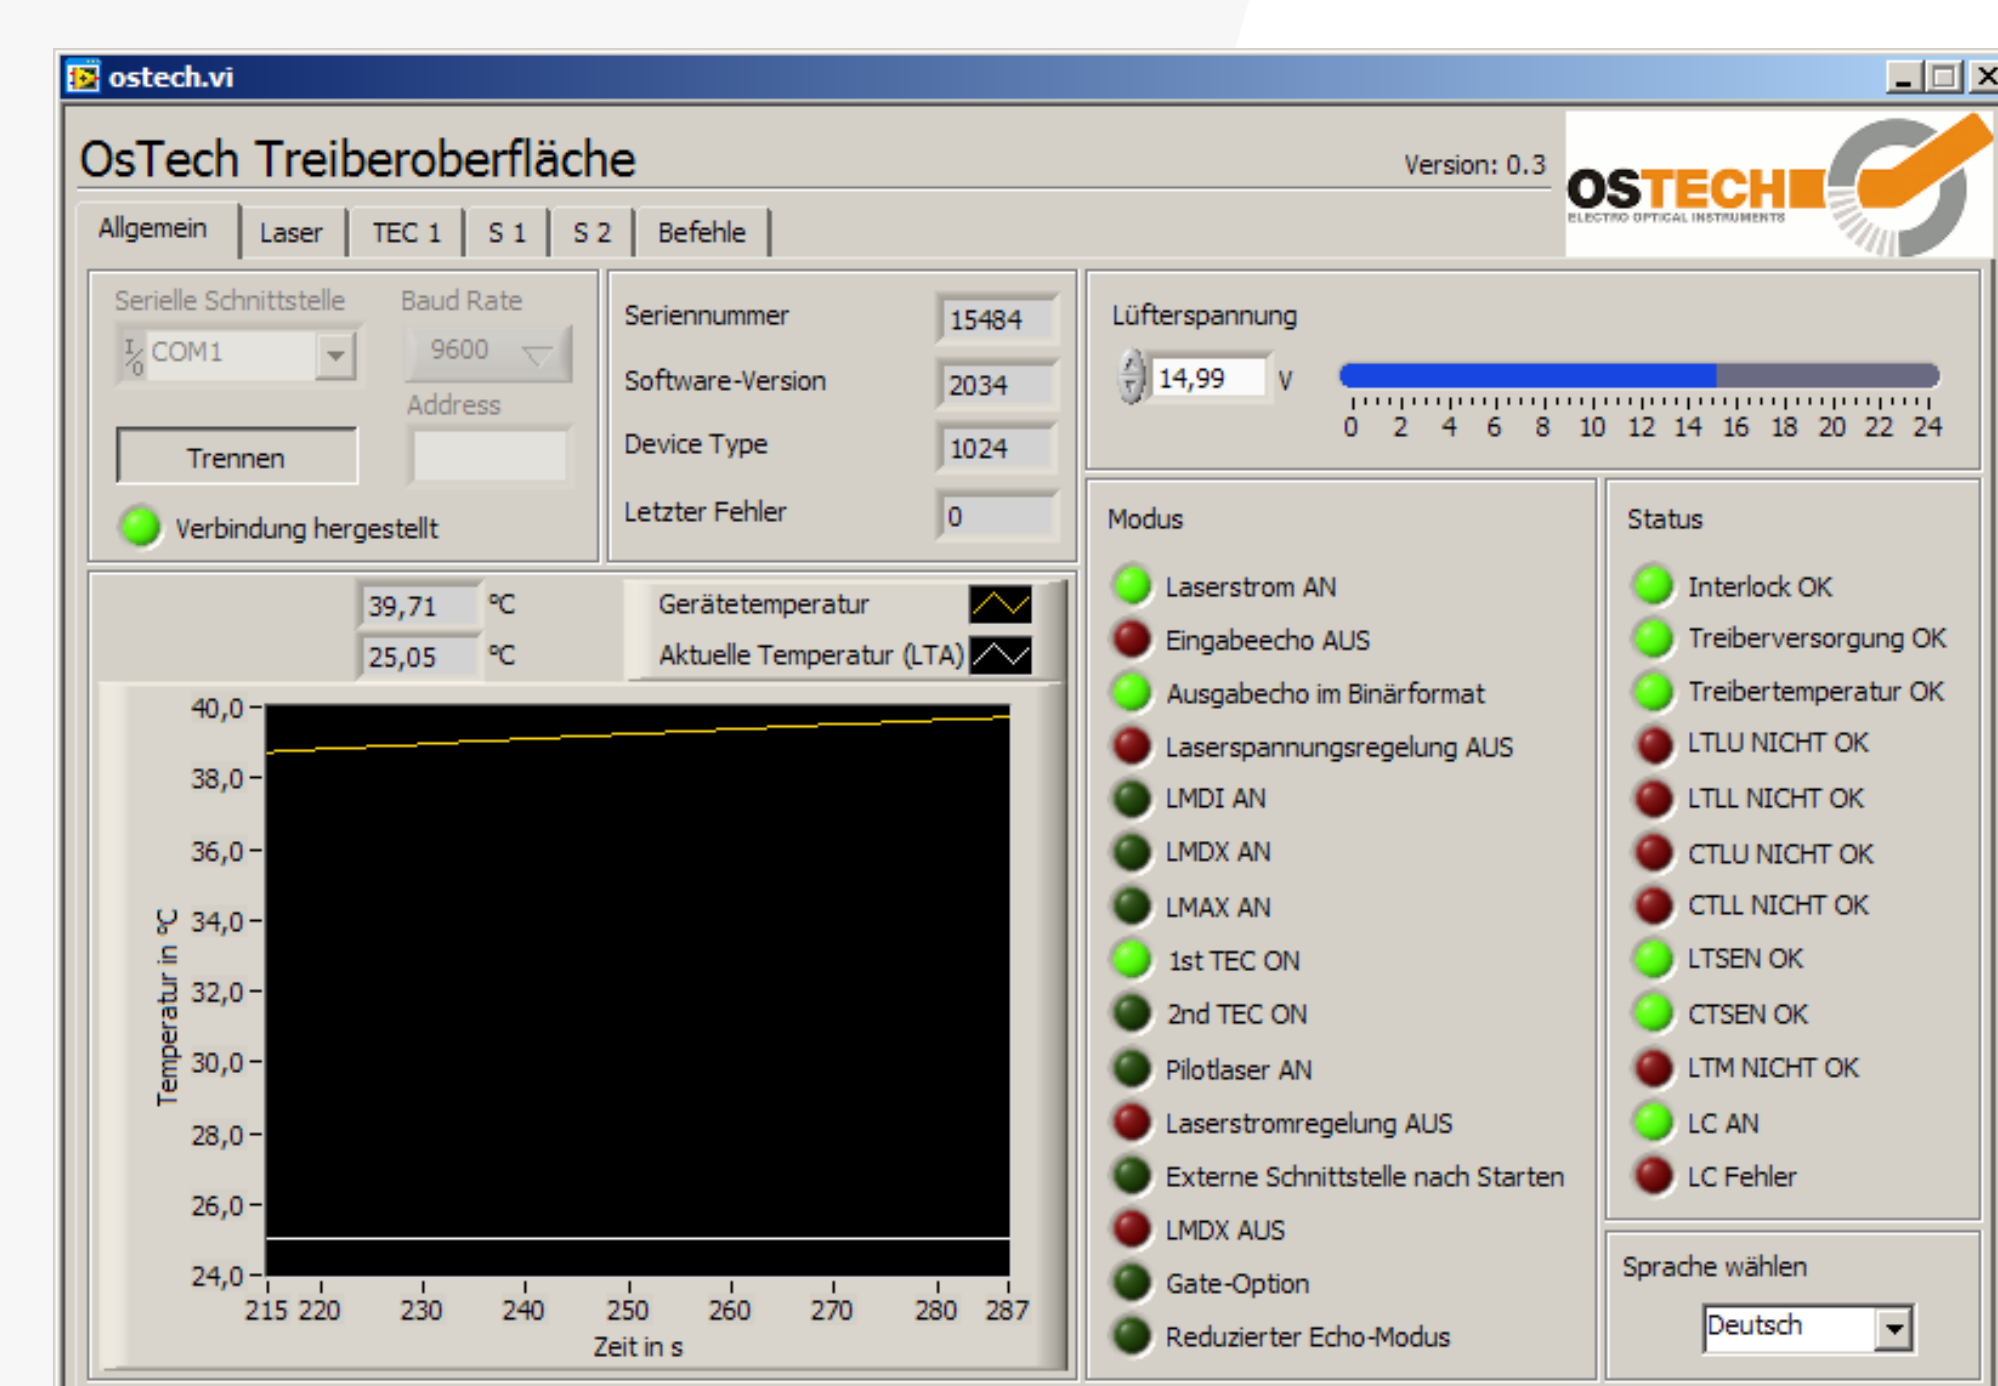 ostech.vi
OsTech Treiberoberfläche
Version: 0.3
OSTECH
ELECTRO OPTICAL INSTRUMENTS
Allgemein Laser TEC 1 S 1 S 2 Befehle
Serielle Schnittstelle Baud Rate
I/O COM1 9600
Address
Trennen
Verbindung hergestellt
Seriennummer 15484
Software-Version 2034
Device Type 1024
Letzter Fehler 0
Lüfterspannung
14,99 V
0 2 4 6 8 10 12 14 16 18 20 22 24
39,71 °C Gerätetemperatur
25,05 °C Aktuelle Temperatur (LTA)
Temperatur in °C
40,0
38,0
36,0
34,0
32,0
30,0
28,0
26,0
24,0
215 220 230 240 250 260 270 280 287
Zeit in s
Modus
Laserstrom AN
Eingabeecho AUS
Ausgabecho im Binärformat
Laserspannungsregelung AUS
LMDI AN
LMDX AN
LMAX AN
1st TEC ON
2nd TEC ON
Pilotlaser AN
Laserstromregelung AUS
Externe Schnittstelle nach Starten
LMDX AUS
Gate-Option
Reduzierter Echo-Modus
Status
Interlock OK
Treiberversorgung OK
Treibertemperatur OK
LTLU NICHT OK
LTLL NICHT OK
CTLU NICHT OK
CTLL NICHT OK
LTSEN OK
CTSEN OK
LTM NICHT OK
LC AN
LC Fehler
Sprache wählen
Deutsch